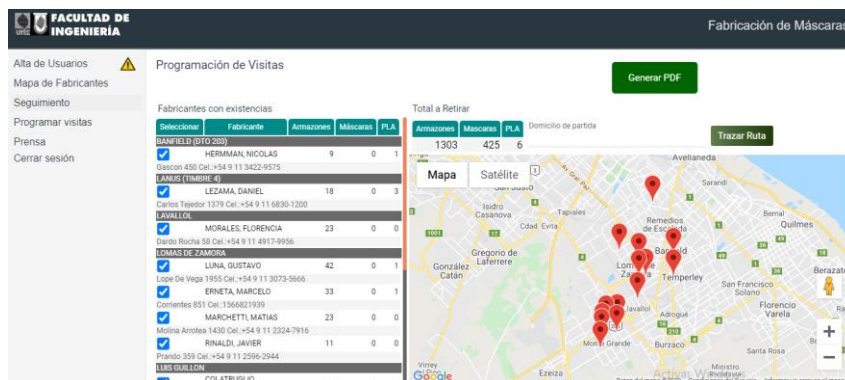 FACULTAD DE
INGENIERÍA
Fabricación de Máscaras
Alta de Usuarios
Mapa de Fabricantes
Seguimiento
Programar visitas
Prensa
Cerrar sesión
Programación de Visitas
Generar PDF
Fabricantes con existencias
Seleccionar Fabricante Armazones Máscaras PLA
BANFIELD (DTO 203)
HERMMAN, NICOLAS 9 0 1
Gascon 450 Cel.:+54 9 11 3422-9575
LANUS (TIMBRE 4)
LEZAMA, DANIEL 18 0 3
Carlos Tejedor 1379 Cel.:+54 9 11 6830-1200
LAVALLOL
MORALES, FLORENCIA 23 0 0
Dardo Rocha 58 Cel.:+54 9 11 4917-9956
LOMAS DE ZAMORA
LUNA, GUSTAVO 42 0 1
Lope De Vega 1955 Cel.:+54 9 11 3073-5666
ERNETA, MARCELO 33 0 1
Corrientes 851 Cel.:1566821939
MARCHETTI, MATIAS 23 0 0
Molina Arrotea 1430 Cel.:+54 9 11 2324-7916
RINALDI, JAVIER 11 0 0
Prando 359 Cel.:+54 9 11 2596-2944
LUIS GUILLON
Total a Retirar
Armazones Mascaras PLA
1303 425 6
Domicilio de partida
Trazar Ruta
Mapa Satélite
Avellaneda
Sarandí
Isidro
Casanova
Tapiales
Cdad. Evita
Remedios
de Escalada
Bernal
Quilmes
Gregorio de
Laferrere
González
Catán
Temperley
San Francisco
Solano
Berazat
Florencio
Varela
Adrogué
Monte Grande
Burzaco
Santa Rosa
Virrey
Ezeiza
Ministro
Google